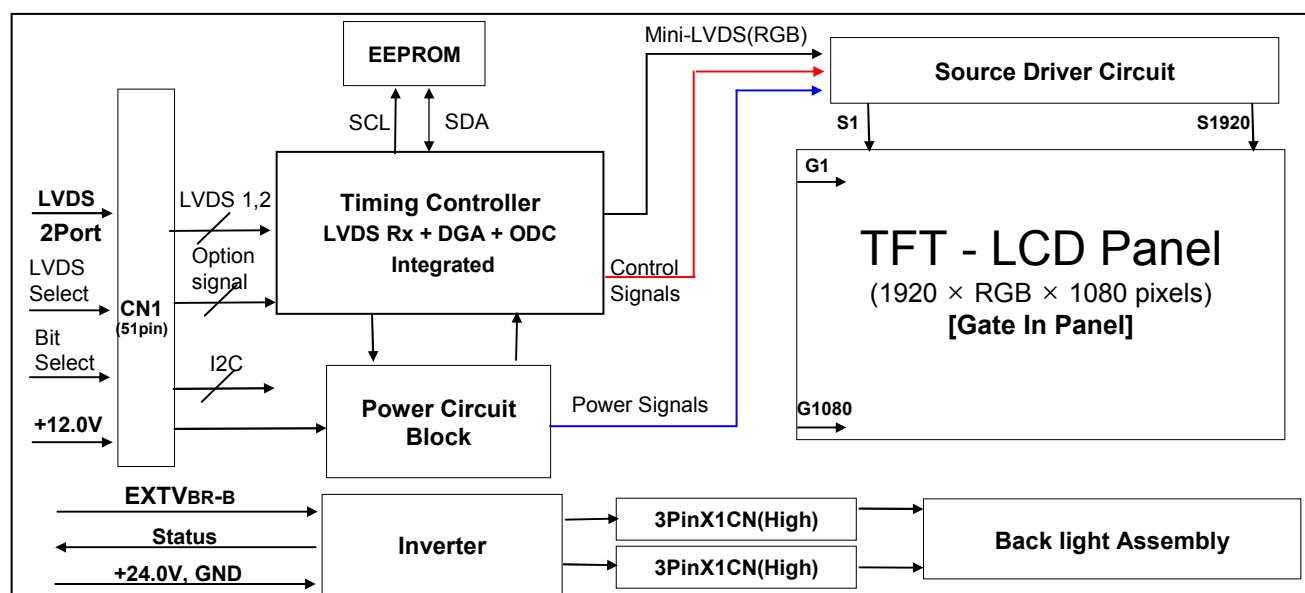 EEPROM
Mini-LVDS(RGB)
Source Driver Circuit
SCL
SDA
S1
S1920
LVDS
2Port
LVDS
Select
Bit
Select
+12.0V
CN1
(51pin)
LVDS 1,2
Option
signal
I2C
Timing Controller
LVDS Rx + DGA + ODC
Integrated
Control
Signals
G1
TFT - LCD Panel
(1920 × RGB × 1080 pixels)
[Gate In Panel]
G1080
Power Circuit
Block
Power Signals
EXTVBR-B
Status
+24.0V, GND
Inverter
3PinX1CN(High)
3PinX1CN(High)
Back light Assembly